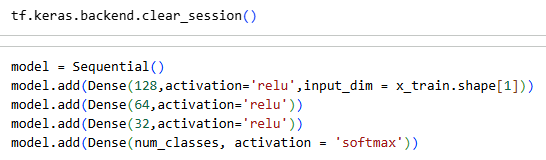 tf.keras.backend.clear_session()
model = Sequential()
model.add(Dense(128,activation='relu',input_dim = x_train.shape[1]))
model.add(Dense(64,activation='relu'))
model.add(Dense(32,activation='relu'))
model.add(Dense(num_classes, activation = 'softmax'))